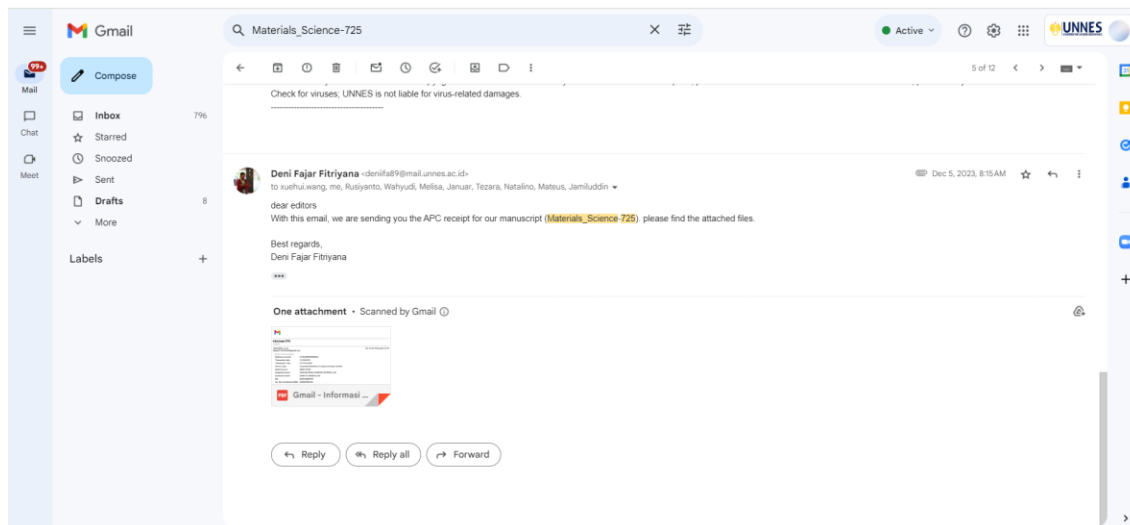 Gmail
Materials_Science-725
Active
UNNES
99+
Mail
Chat
Meet
Compose
Inbox 796
Starred
Snoozed
Sent
Drafts 8
More
Labels
5 of 12
Check for viruses; UNNES is not liable for virus-related damages.
----------------------------------------
Deni Fajar Fitriyana <deniifa89@mail.unnes.ac.id>
Dec 5, 2023, 8:15 AM
to xuehui.wang, me, Rusiyanto, Wahyudi, Melisa, Januar, Tezara, Natalino, Mateus, Jamiluddin
dear editors
With this email, we are sending you the APC receipt for our manuscript (Materials_Science-725). please find the attached files.
Best regards,
Deni Fajar Fitriyana
One attachment • Scanned by Gmail
PDF Gmail - Informasi ...
Reply
Reply all
Forward